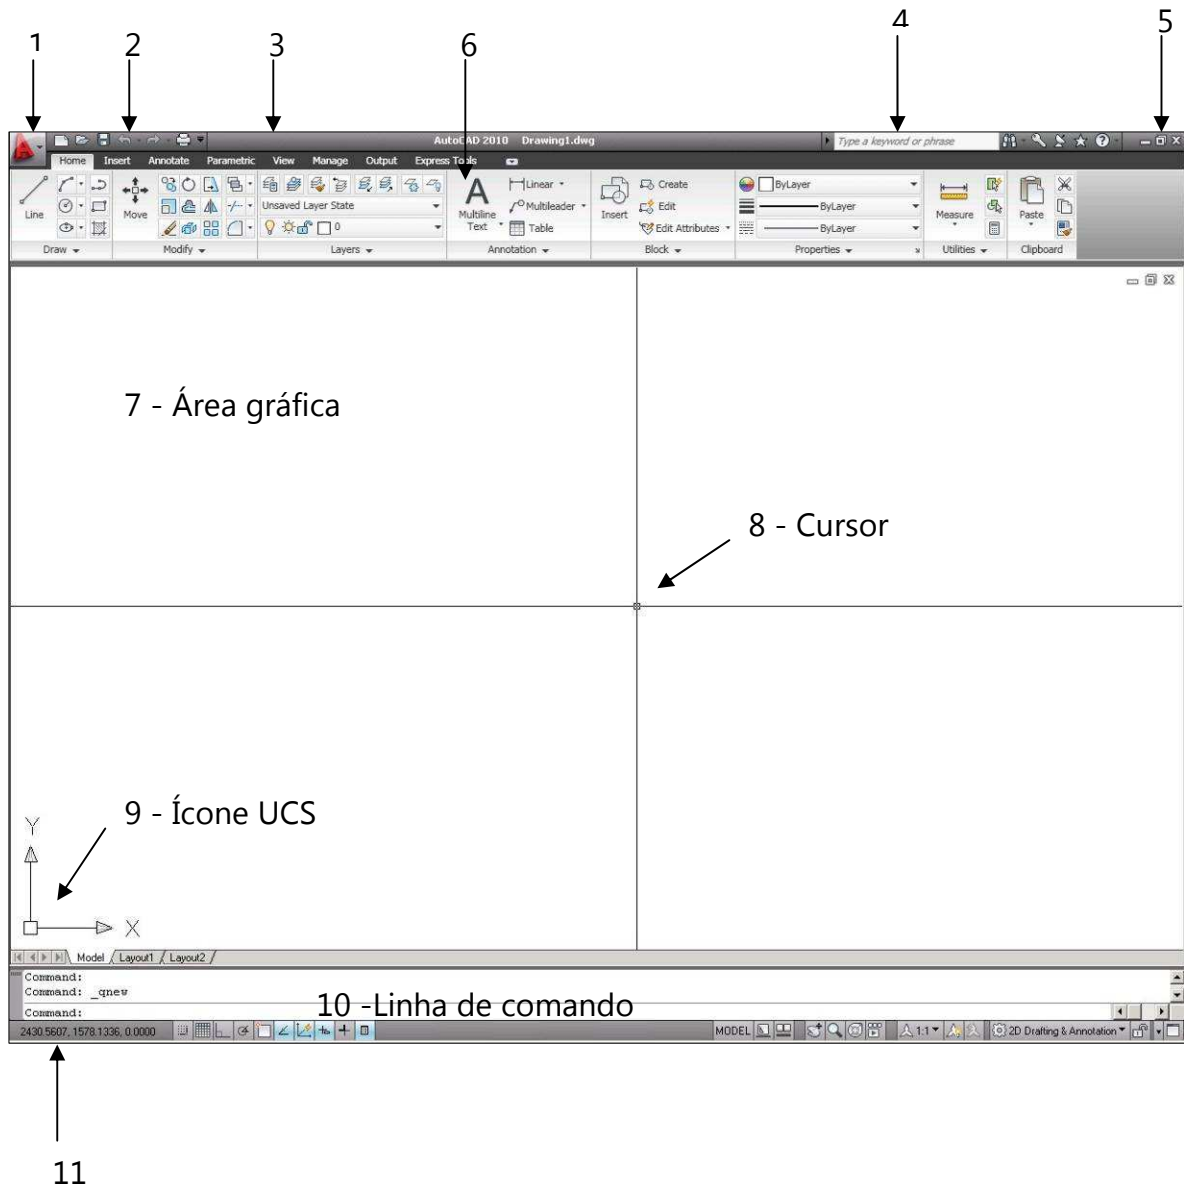 4 5
1 2 3 6
AutoCAD 2010 Drawing1.dwg Type a keyword or phrase
Home Insert Annotate Parametric View Manage Output Express Tools
Line Move Unsaved Layer State 0 A Multiline Text Linear Multileader Table Insert Create Edit Edit Attributes ByLayer ByLayer ByLayer Measure Paste
Draw Modify Layers Annotation Block Properties Utilities Clipboard
7 - Área gráfica
8 - Cursor
9 - Ícone UCS
Y
X
Model Layout1 Layout2
Command:
Command: _qnew
10 -Linha de comando
Command:
2430.5607, 1578.1336, 0.0000 MODEL 1:1 2D Drafting & Annotation
11